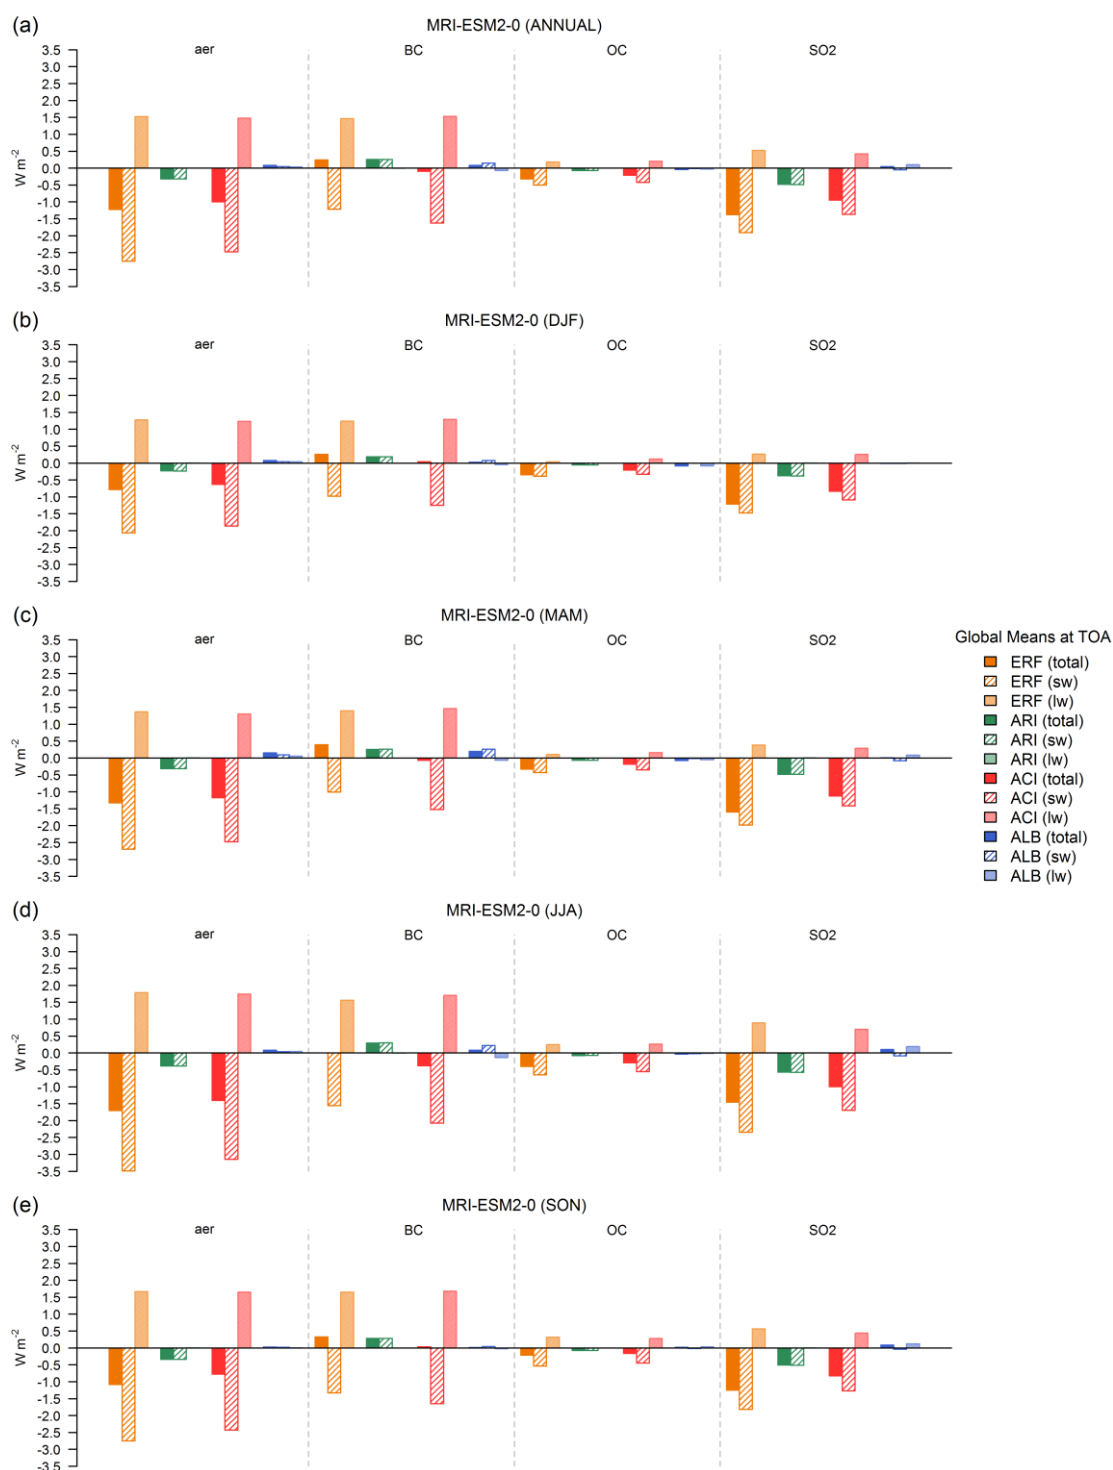 (a)
MRI-ESM2-0 (ANNUAL)
aer BC OC SO2
3.5
3.0
2.5
2.0
1.5
1.0
0.5
0.0
-0.5
-1.0
-1.5
-2.0
-2.5
-3.0
-3.5
W m-2
(b)
MRI-ESM2-0 (DJF)
aer BC OC SO2
3.5
3.0
2.5
2.0
1.5
1.0
0.5
0.0
-0.5
-1.0
-1.5
-2.0
-2.5
-3.0
-3.5
W m-2
(c)
MRI-ESM2-0 (MAM)
aer BC OC SO2
3.5
3.0
2.5
2.0
1.5
1.0
0.5
0.0
-0.5
-1.0
-1.5
-2.0
-2.5
-3.0
-3.5
W m-2
Global Means at TOA
ERF (total)
ERF (sw)
ERF (lw)
ARI (total)
ARI (sw)
ARI (lw)
ACI (total)
ACI (sw)
ACI (lw)
ALB (total)
ALB (sw)
ALB (lw)
(d)
MRI-ESM2-0 (JJA)
aer BC OC SO2
3.5
3.0
2.5
2.0
1.5
1.0
0.5
0.0
-0.5
-1.0
-1.5
-2.0
-2.5
-3.0
-3.5
W m-2
(e)
MRI-ESM2-0 (SON)
aer BC OC SO2
3.5
3.0
2.5
2.0
1.5
1.0
0.5
0.0
-0.5
-1.0
-1.5
-2.0
-2.5
-3.0
-3.5
W m-2